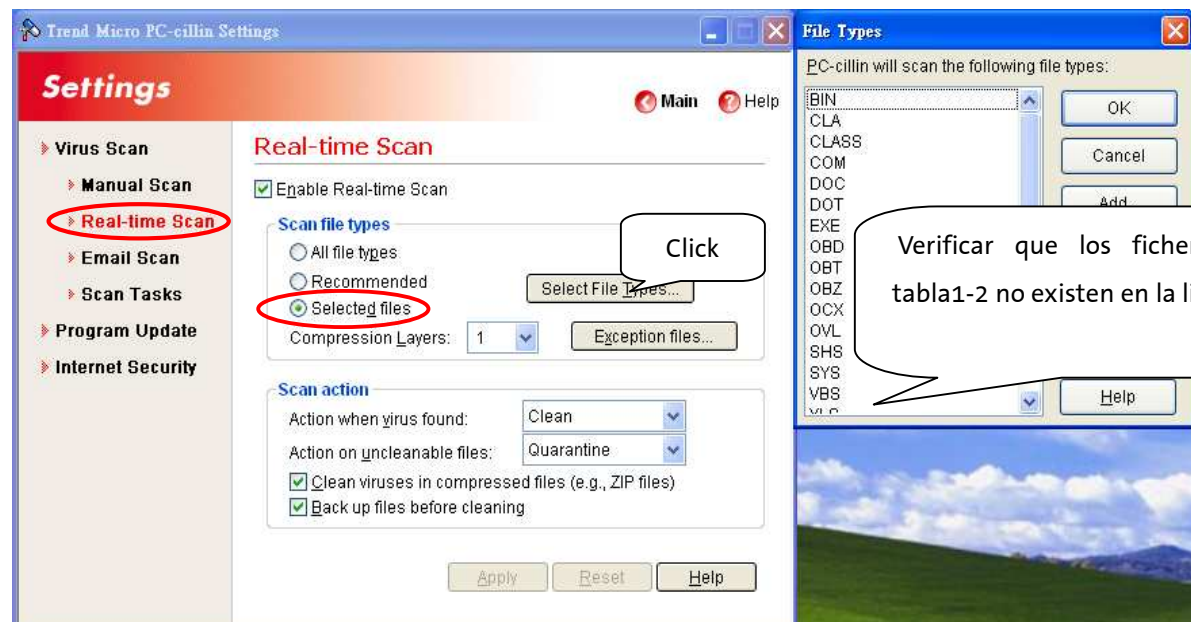 Trend Micro PC-cillin Settings
Settings
Main
Help
Virus Scan
Manual Scan
Real-time Scan
Email Scan
Scan Tasks
Program Update
Internet Security
Real-time Scan
Enable Real-time Scan
Scan file types
All file types
Recommended
Selected files
Select File Types...
Click
Compression Layers: 1
Exception files...
Scan action
Action when virus found: Clean
Action on uncleanable files: Quarantine
Clean viruses in compressed files (e.g., ZIP files)
Back up files before cleaning
Apply
Reset
Help
File Types
PC-cillin will scan the following file types:
BIN
CLA
CLASS
COM
DOC
DOT
EXE
OBD
OBT
OBZ
OCX
OVL
SHS
SYS
VBS
OK
Cancel
Add
Verificar que los ficher
tabla1-2 no existen en la li
Help